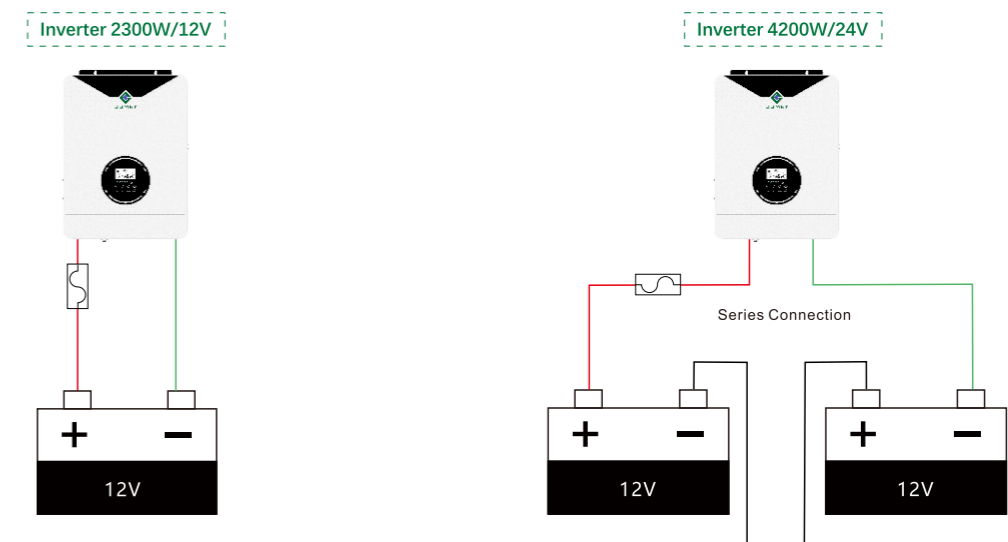 Inverter 2300W/12V
Inverter 4200W/24V
Series Connection
+ −
+ −
+ −
12V
12V
12V